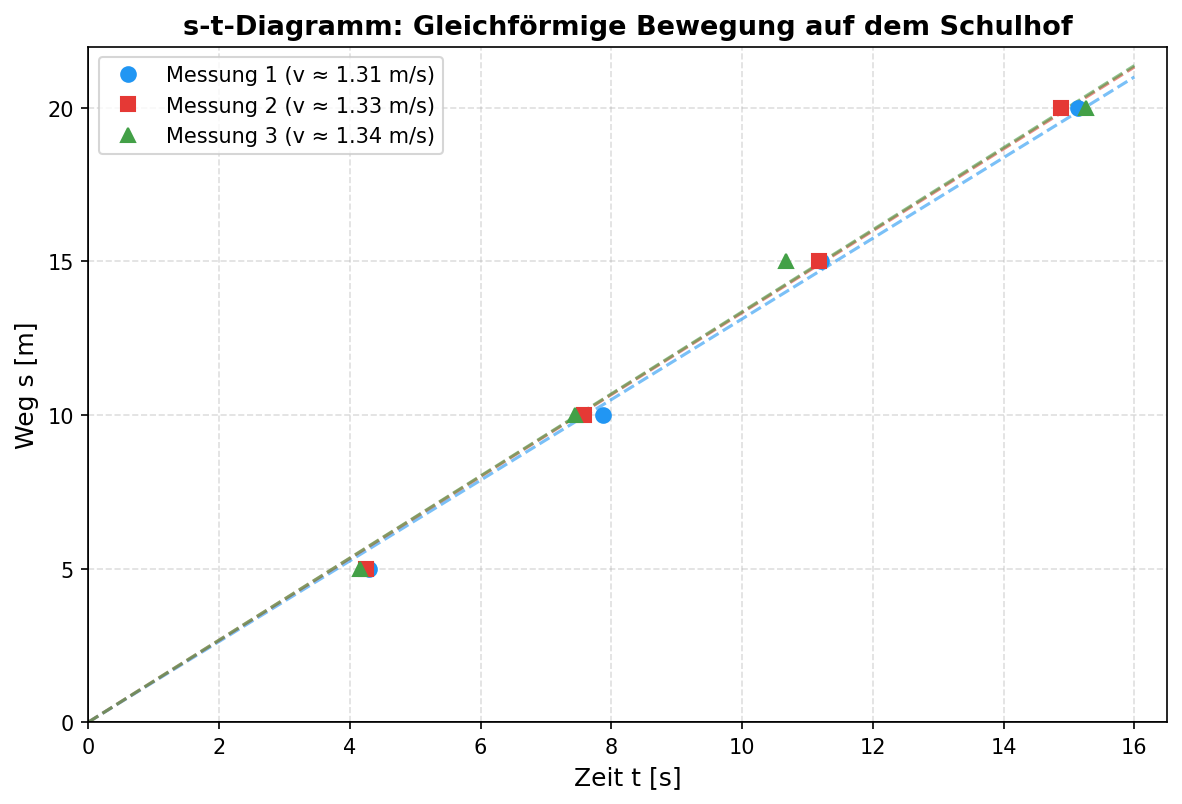 s-t-Diagramm: Gleichförmige Bewegung auf dem Schulhof
Messung 1 (v ≈ 1.31 m/s)
Messung 2 (v ≈ 1.33 m/s)
Messung 3 (v ≈ 1.34 m/s)
Weg s [m]
20
15
10
5
0
0 2 4 6 8 10 12 14 16
Zeit t [s]